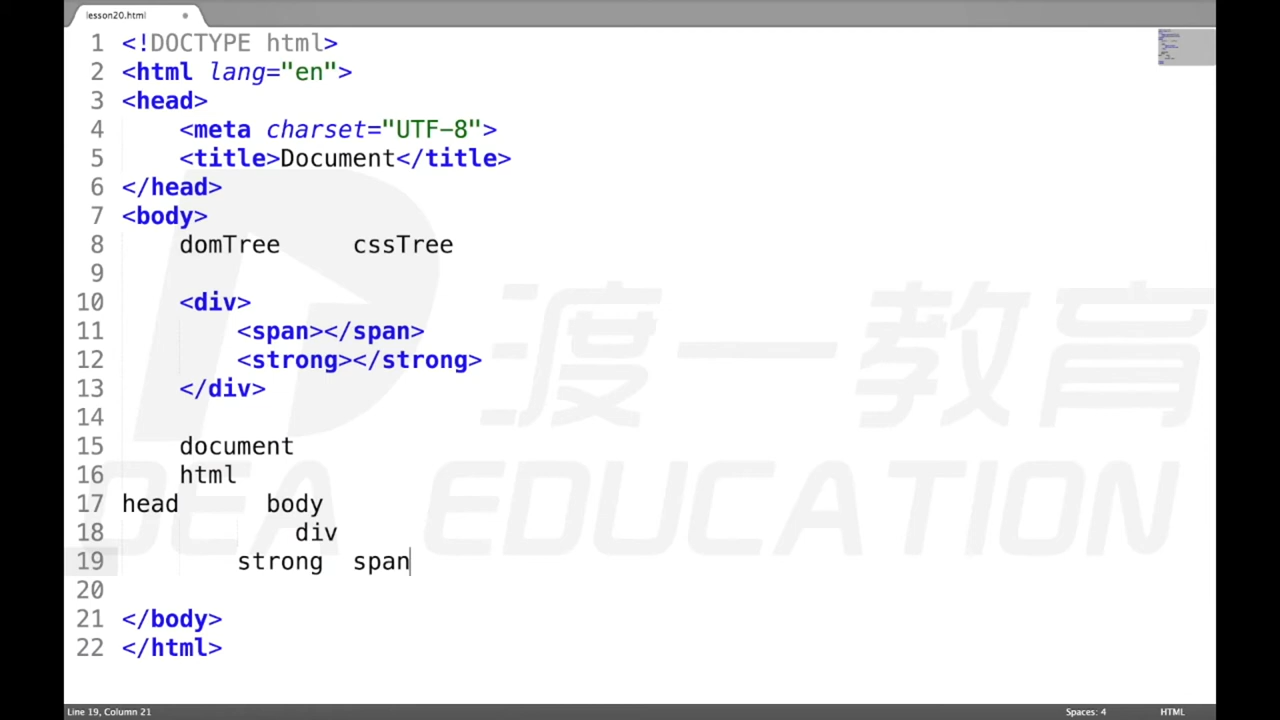 lesson20.html
1 <!DOCTYPE html>
2 <html lang="en">
3 <head>
4     <meta charset="UTF-8">
5     <title>Document</title>
6 </head>
7 <body>
8     domTree     cssTree
9
10     <div>
11         <span></span>
12         <strong></strong>
13     </div>
14
15     document
16     html
17 head      body
18             div
19         strong  span
20
21 </body>
22 </html>
渡一教育
DEA EDUCATION
Line 19, Column 21
Spaces: 4
HTML